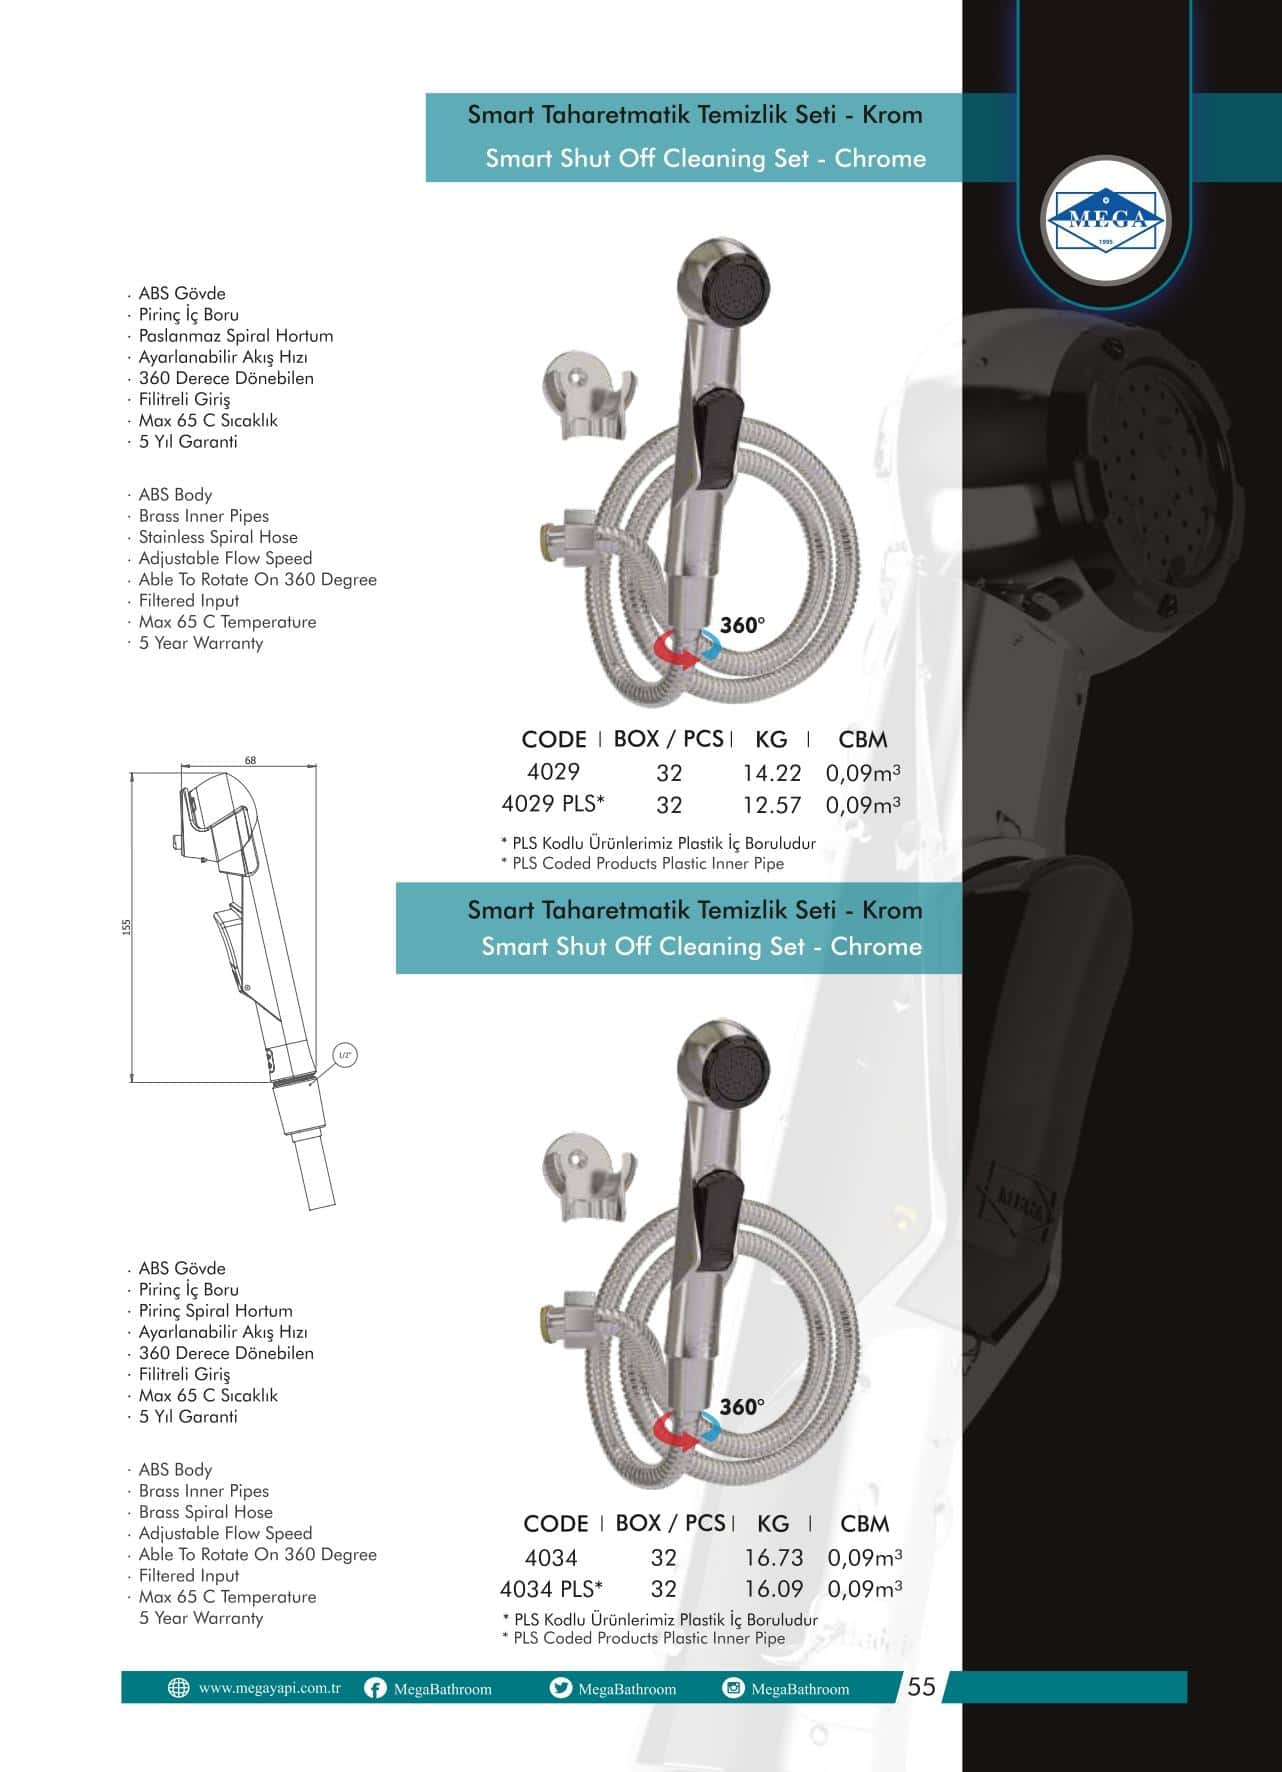 Smart Taharetmatik Temizlik Seti - Krom
Smart Shut Off Cleaning Set - Chrome
MEGA
1995
· ABS Gövde
· Pirinç İç Boru
· Paslanmaz Spiral Hortum
· Ayarlanabilir Akış Hızı
· 360 Derece Dönebilen
· Filitreli Giriş
· Max 65 C Sıcaklık
· 5 Yıl Garanti
· ABS Body
· Brass Inner Pipes
· Stainless Spiral Hose
· Adjustable Flow Speed
· Able To Rotate On 360 Degree
· Filtered Input
· Max 65 C Temperature
· 5 Year Warranty
360°
CODE | BOX / PCS | KG | CBM
4029 32 14.22 0,09m³
4029 PLS* 32 12.57 0,09m³
* PLS Kodlu Ürünlerimiz Plastik İç Boruludur
* PLS Coded Products Plastic Inner Pipe
68
155
1/2"
Smart Taharetmatik Temizlik Seti - Krom
Smart Shut Off Cleaning Set - Chrome
· ABS Gövde
· Pirinç İç Boru
· Pirinç Spiral Hortum
· Ayarlanabilir Akış Hızı
· 360 Derece Dönebilen
· Filitreli Giriş
· Max 65 C Sıcaklık
· 5 Yıl Garanti
· ABS Body
· Brass Inner Pipes
· Brass Spiral Hose
· Adjustable Flow Speed
· Able To Rotate On 360 Degree
· Filtered Input
· Max 65 C Temperature
5 Year Warranty
360°
CODE | BOX / PCS | KG | CBM
4034 32 16.73 0,09m³
4034 PLS* 32 16.09 0,09m³
* PLS Kodlu Ürünlerimiz Plastik İç Boruludur
* PLS Coded Products Plastic Inner Pipe
www.megayapi.com.tr MegaBathroom MegaBathroom MegaBathroom 55